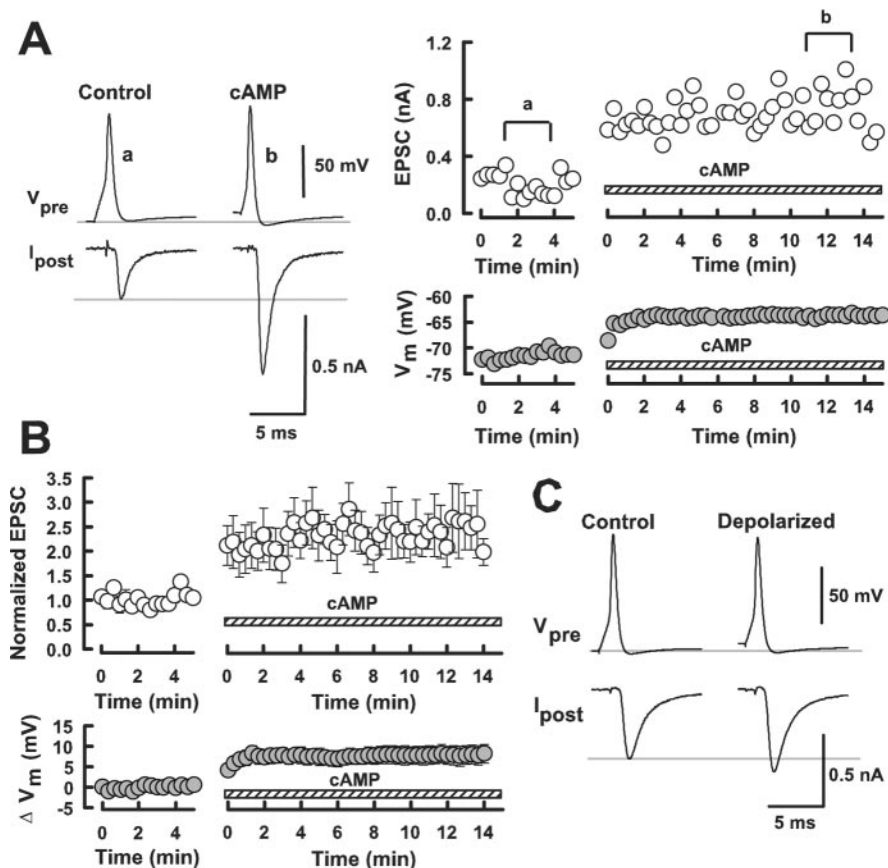 A
Control
cAMP
a
b
50 mV
Vpre
Ipost
0.5 nA
5 ms
EPSC (nA)
1.2
0.8
0.4
0.0
a
b
cAMP
0 2 4
0 2 4 6 8 10 12 14
Time (min)
Time (min)
Vm (mV)
-60
-65
-70
-75
cAMP
0 2 4
0 2 4 6 8 10 13 14
Time (min)
Time (min)
B
Normalized EPSC
3.5
3.0
2.5
2.0
1.5
1.0
0.5
0.0
cAMP
0 2 4
0 2 4 6 8 10 12 14
Time (min)
Time (min)
Δ Vm (mV)
15
10
5
0
-5
cAMP
0 2 4
0 2 4 6 8 10 12 14
Time (min)
Time (min)
C
Control
Depolarized
50 mV
Vpre
Ipost
0.5 nA
5 ms